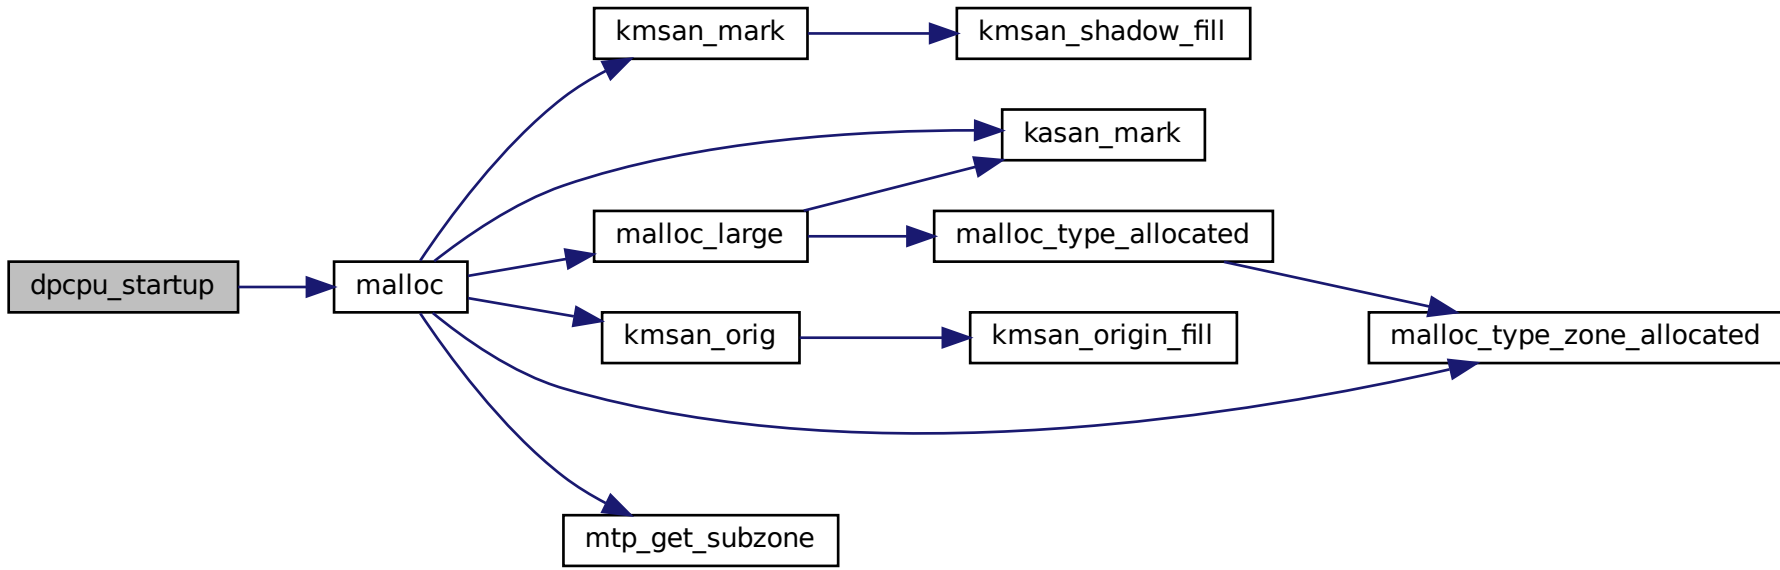 kmsan_mark
kmsan_shadow_fill
kasan_mark
malloc_large
malloc_type_allocated
dpcpu_startup
malloc
kmsan_orig
kmsan_origin_fill
malloc_type_zone_allocated
mtp_get_subzone